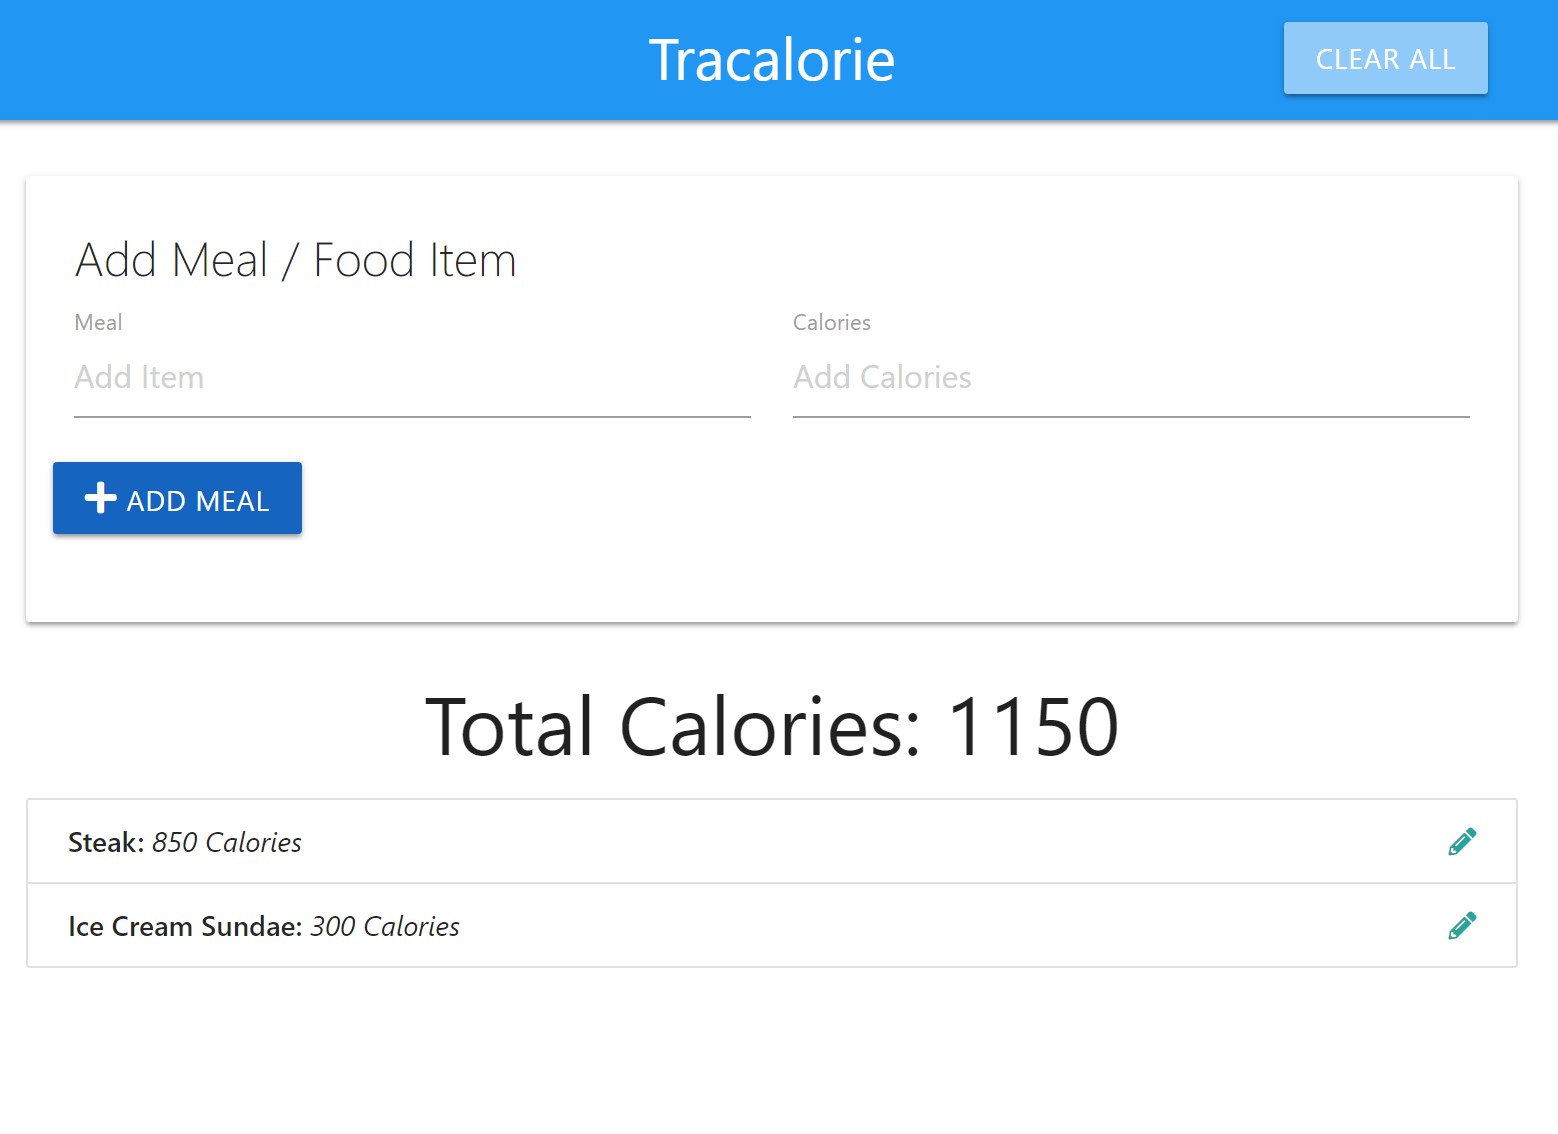 Tracalorie
CLEAR ALL
Add Meal / Food Item
Meal
Calories
Add Item
Add Calories
ADD MEAL
Total Calories: 1150
Steak: 850 Calories
Ice Cream Sundae: 300 Calories